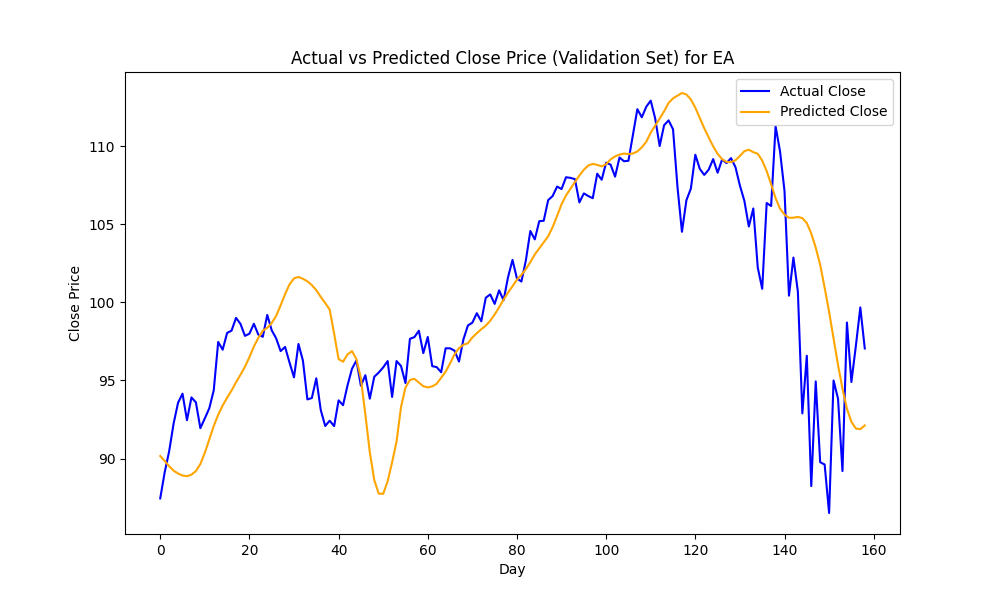 Actual vs Predicted Close Price (Validation Set) for EA
Actual Close
Predicted Close
Close Price
110
105
100
95
90
0 20 40 60 80 100 120 140 160
Day